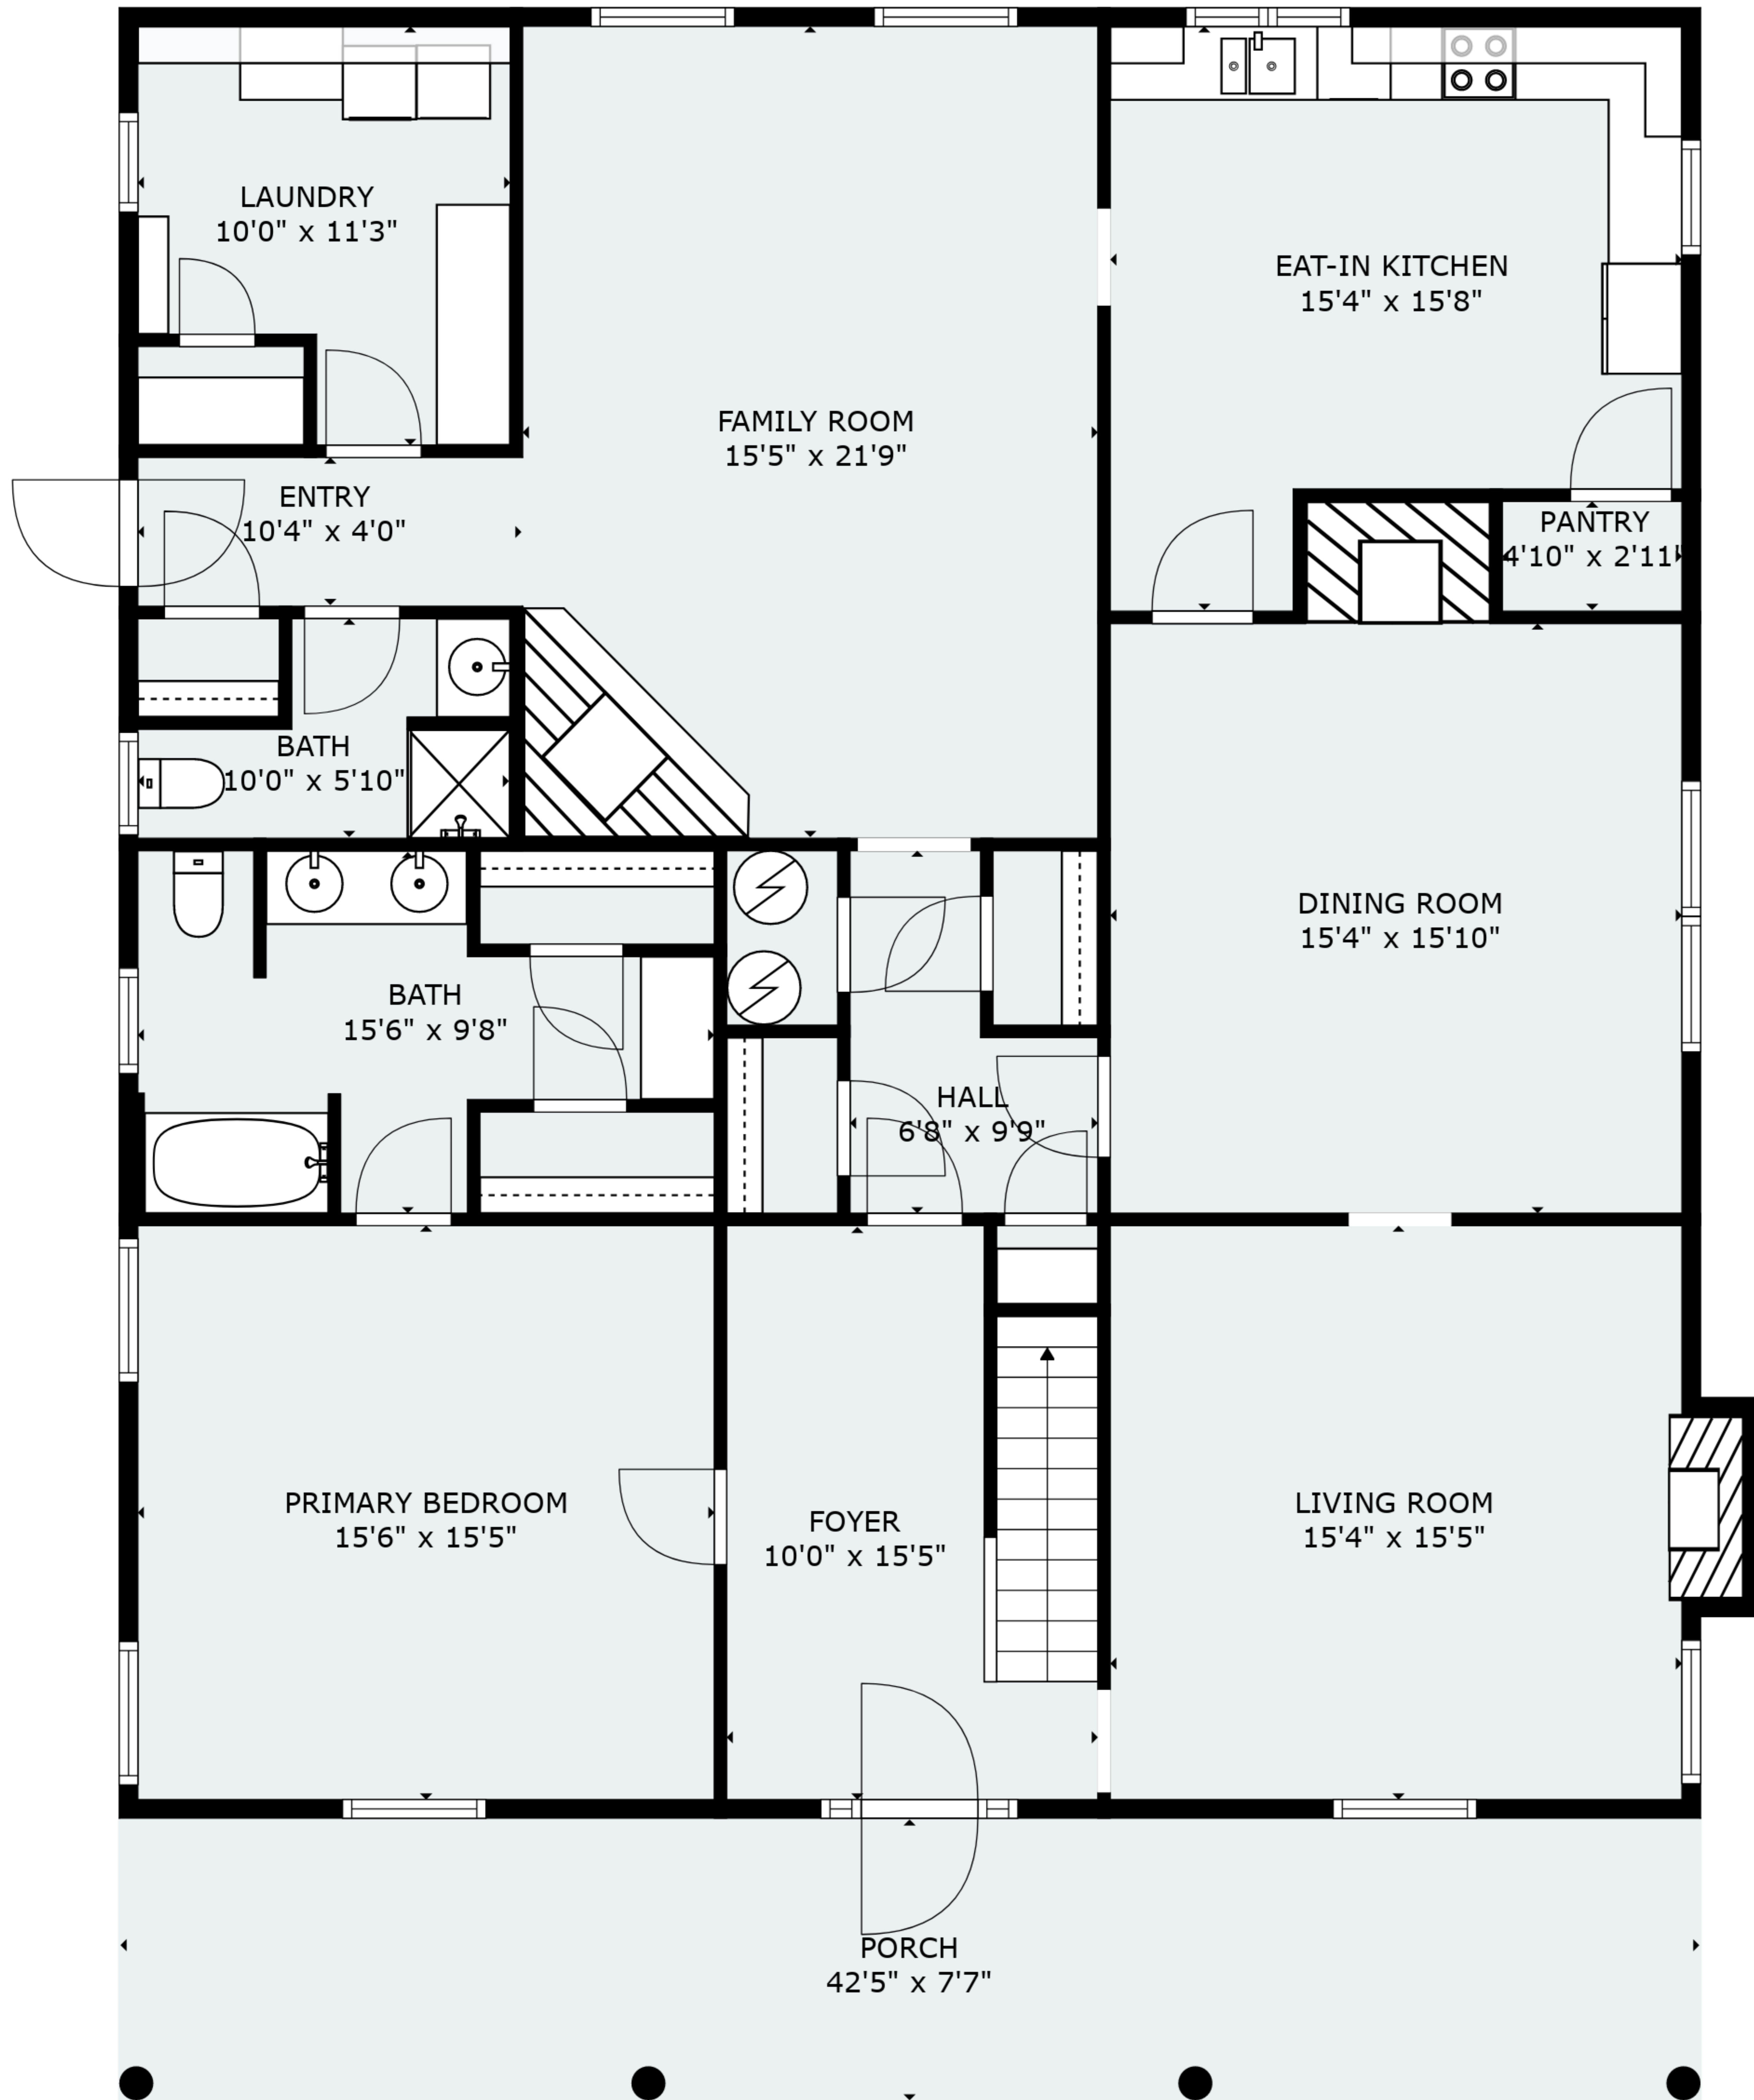 LAUNDRY
10'0" x 11'3"
EAT-IN KITCHEN
15'4" x 15'8"
FAMILY ROOM
15'5" x 21'9"
ENTRY
10'4" x 4'0"
PANTRY
4'10" x 2'11"
BATH
10'0" x 5'10"
DINING ROOM
15'4" x 15'10"
BATH
15'6" x 9'8"
HALL
6'8" x 9'9"
PRIMARY BEDROOM
15'6" x 15'5"
FOYER
10'0" x 15'5"
LIVING ROOM
15'4" x 15'5"
PORCH
42'5" x 7'7"